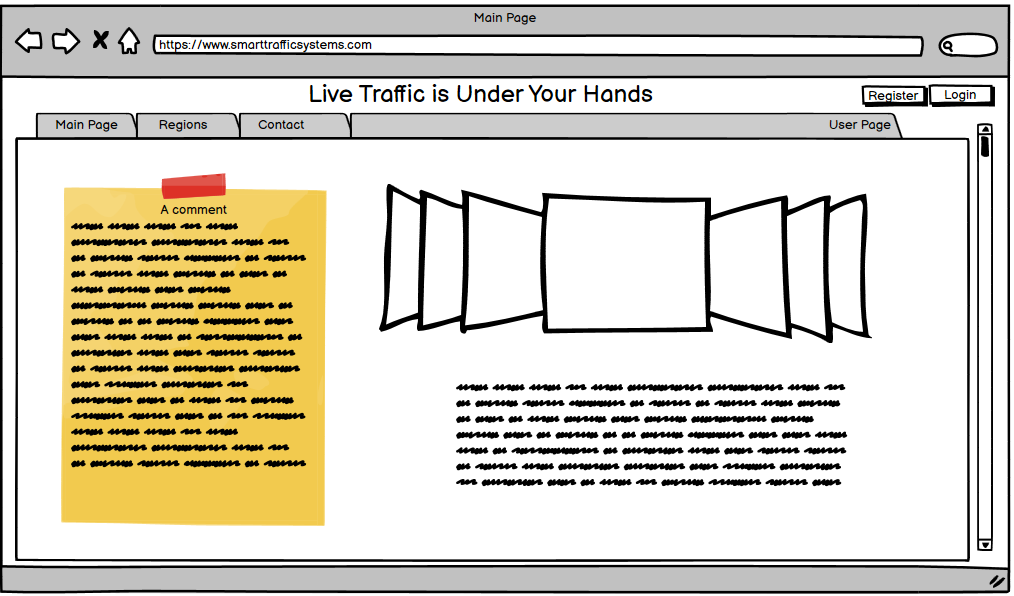 Main Page
https://www.smarttrafficsystems.com
Live Traffic is Under Your Hands
Register
Login
Main Page
Regions
Contact
User Page
A comment